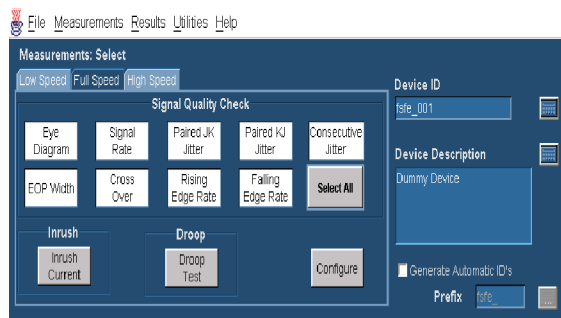 File Measurements Results Utilities Help
Measurements: Select
Low Speed Full Speed High Speed
Signal Quality Check
Eye Diagram
Signal Rate
Paired JK Jitter
Paired KJ Jitter
Consecutive Jitter
EOP Width
Cross Over
Rising Edge Rate
Falling Edge Rate
Select All
Inrush
Inrush Current
Droop
Droop Test
Configure
Device ID
fsfe_001
Device Description
Dummy Device
Generate Automatic ID's
Prefix fsfe_
...